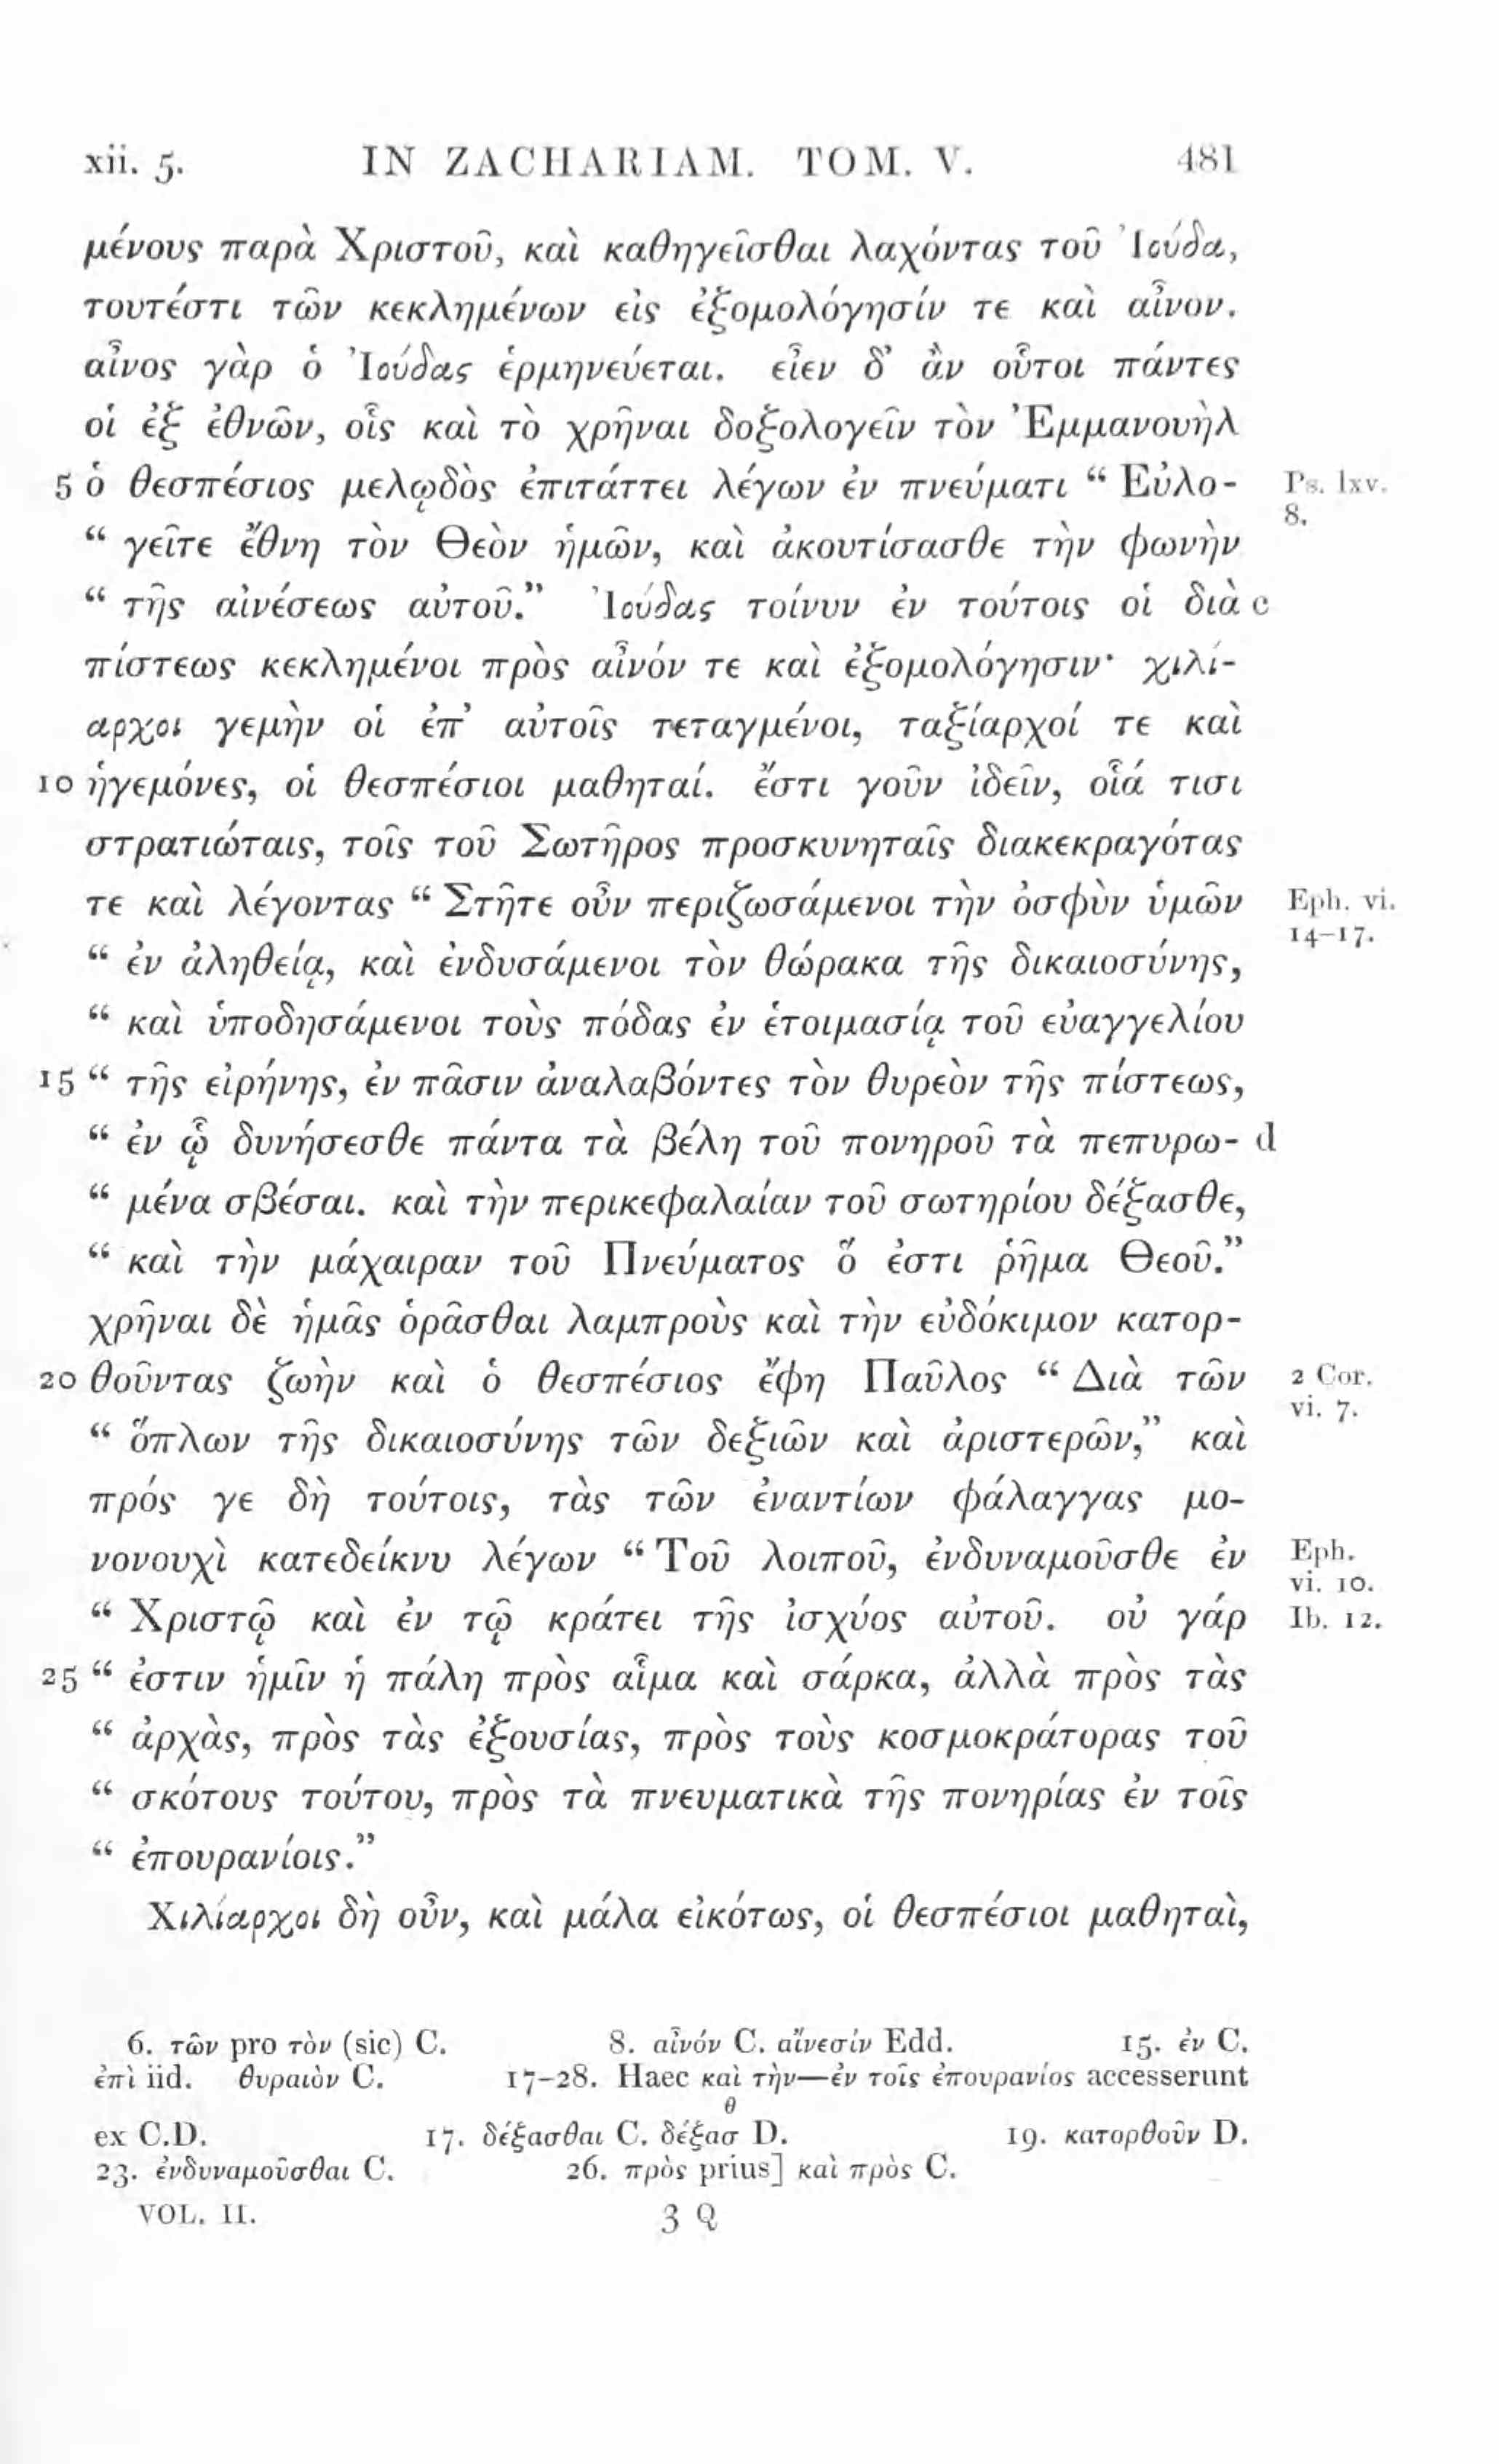 xii. 5. IN ZACHARIAM. TOM. V. 481
μένους παρὰ Χριστοῦ, καὶ καθηγεῖσθαι λαχόντας τοῦ Ἰούδα,
τουτέστι τῶν κεκλημένων εἰς ἐξομολόγησίν τε καὶ αἶνον.
αἶνος γὰρ ὁ Ἰούδας ἑρμηνεύεται. εἶεν δ’ ἂν οὗτοι πάντες
οἱ ἐξ ἐθνῶν, οἷς καὶ τὸ χρῆναι δοξολογεῖν τὸν Ἐμμανουὴλ
5 ὁ θεσπέσιος μελῳδὸς ἐπιτάττει λέγων ἐν πνεύματι “ Εὐλο- Ps. lxv.
8.
“ γεῖτε ἔθνη τὸν Θεὸν ἡμῶν, καὶ ἀκουτίσασθε τὴν φωνὴν
“ τῆς αἰνέσεως αὐτοῦ.” Ἰούδας τοίνυν ἐν τούτοις οἱ διὰ c
πίστεως κεκλημένοι πρὸς αἶνόν τε καὶ ἐξομολόγησιν· χιλί-
αρχοι γεμὴν οἱ ἐπ’ αὐτοῖς τεταγμένοι, ταξίαρχοί τε καὶ
10 ἡγεμόνες, οἱ θεσπέσιοι μαθηταί. ἔστι γοῦν ἰδεῖν, οἷά τισι
στρατιώταις, τοῖς τοῦ Σωτῆρος προσκυνηταῖς διακεκραγότας
τε καὶ λέγοντας “ Στῆτε οὖν περιζωσάμενοι τὴν ὀσφὺν ὑμῶν Eph. vi.
14–17.
“ ἐν ἀληθείᾳ, καὶ ἐνδυσάμενοι τὸν θώρακα τῆς δικαιοσύνης,
“ καὶ ὑποδησάμενοι τοὺς πόδας ἐν ἑτοιμασίᾳ τοῦ εὐαγγελίου
15 “ τῆς εἰρήνης, ἐν πᾶσιν ἀναλαβόντες τὸν θυρεὸν τῆς πίστεως,
“ ἐν ᾧ δυνήσεσθε πάντα τὰ βέλη τοῦ πονηροῦ τὰ πεπυρω- d
“ μένα σβέσαι. καὶ τὴν περικεφαλαίαν τοῦ σωτηρίου δέξασθε,
“ καὶ τὴν μάχαιραν τοῦ Πνεύματος ὅ ἐστι ῥῆμα Θεοῦ.”
χρῆναι δὲ ἡμᾶς ὁρᾶσθαι λαμπροὺς καὶ τὴν εὐδόκιμον κατορ-
20 θοῦντας ζωὴν καὶ ὁ θεσπέσιος ἔφη Παῦλος “ Διὰ τῶν 2 Cor.
vi. 7.
“ ὅπλων τῆς δικαιοσύνης τῶν δεξιῶν καὶ ἀριστερῶν,” καὶ
πρός γε δὴ τούτοις, τὰς τῶν ἐναντίων φάλαγγας μο-
νονουχὶ κατεδείκνυ λέγων “ Τοῦ λοιποῦ, ἐνδυναμοῦσθε ἐν Eph.
vi. 10.
“ Χριστῷ καὶ ἐν τῷ κράτει τῆς ἰσχύος αὐτοῦ. οὐ γάρ Ib. 12.
25 “ ἐστιν ἡμῖν ἡ πάλη πρὸς αἷμα καὶ σάρκα, ἀλλὰ πρὸς τὰς
“ ἀρχὰς, πρὸς τὰς ἐξουσίας, πρὸς τοὺς κοσμοκράτορας τοῦ
“ σκότους τούτου, πρὸς τὰ πνευματικὰ τῆς πονηρίας ἐν τοῖς
“ ἐπουρανίοις.”
Χιλίαρχοι δὴ οὖν, καὶ μάλα εἰκότως, οἱ θεσπέσιοι μαθηταὶ,
6. τῶν pro τὸν (sic) C. 8. αἶνόν C. αἴνεσίν Edd. 15. ἐν C.
ἐπὶ iid. θυραιὸν C. 17–28. Haec καὶ τὴν—ἐν τοῖς ἐπουρανίος accesserunt
θ
ex C.D. 17. δέξασθαι C. δέξασ D. 19. κατορθοῦν D.
23. ἐνδυναμοῦσθαι C. 26. πρὸς prius] καὶ πρὸς C.
VOL. II. 3 Q